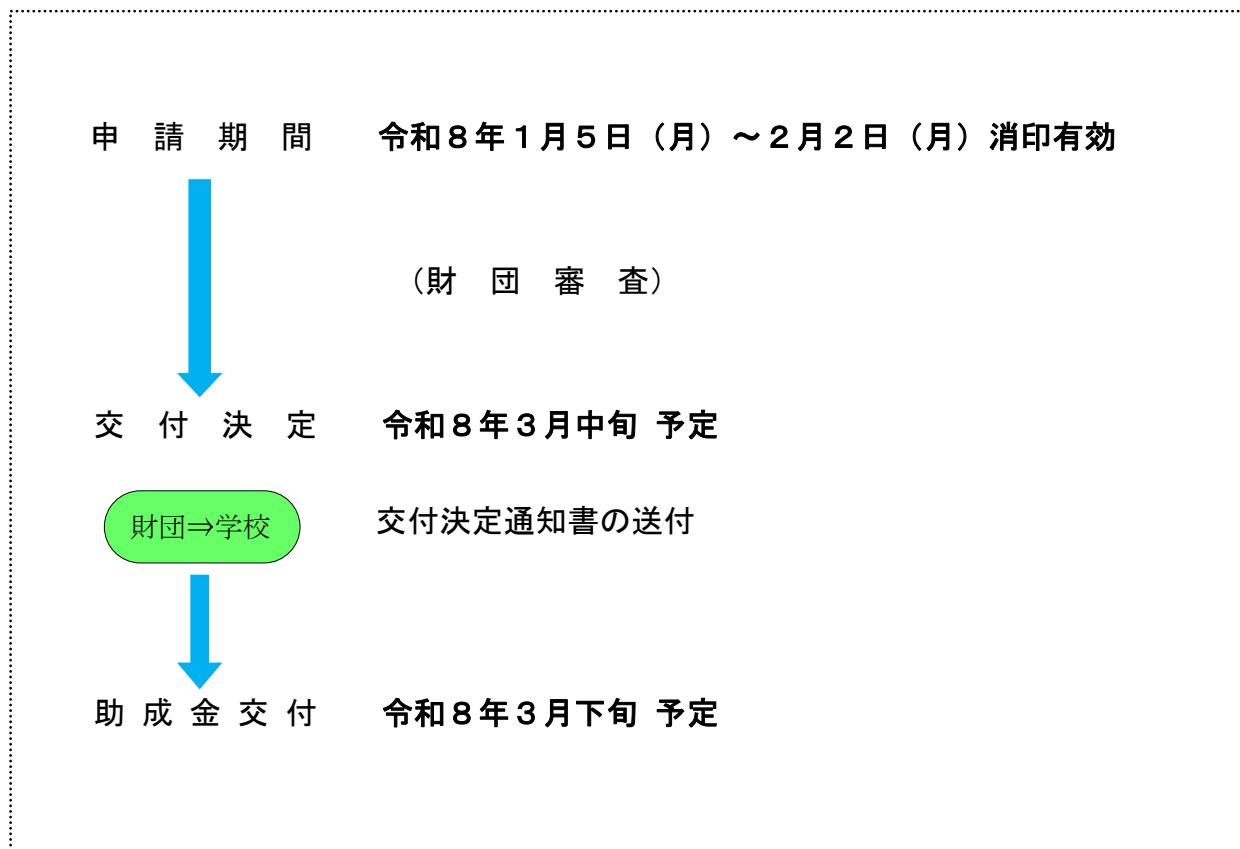 申請期間 令和８年１月５日（月）～２月２日（月）消印有効
（財団審査）
交付決定 令和８年３月中旬 予定
財団⇒学校 交付決定通知書の送付
助成金交付 令和８年３月下旬 予定